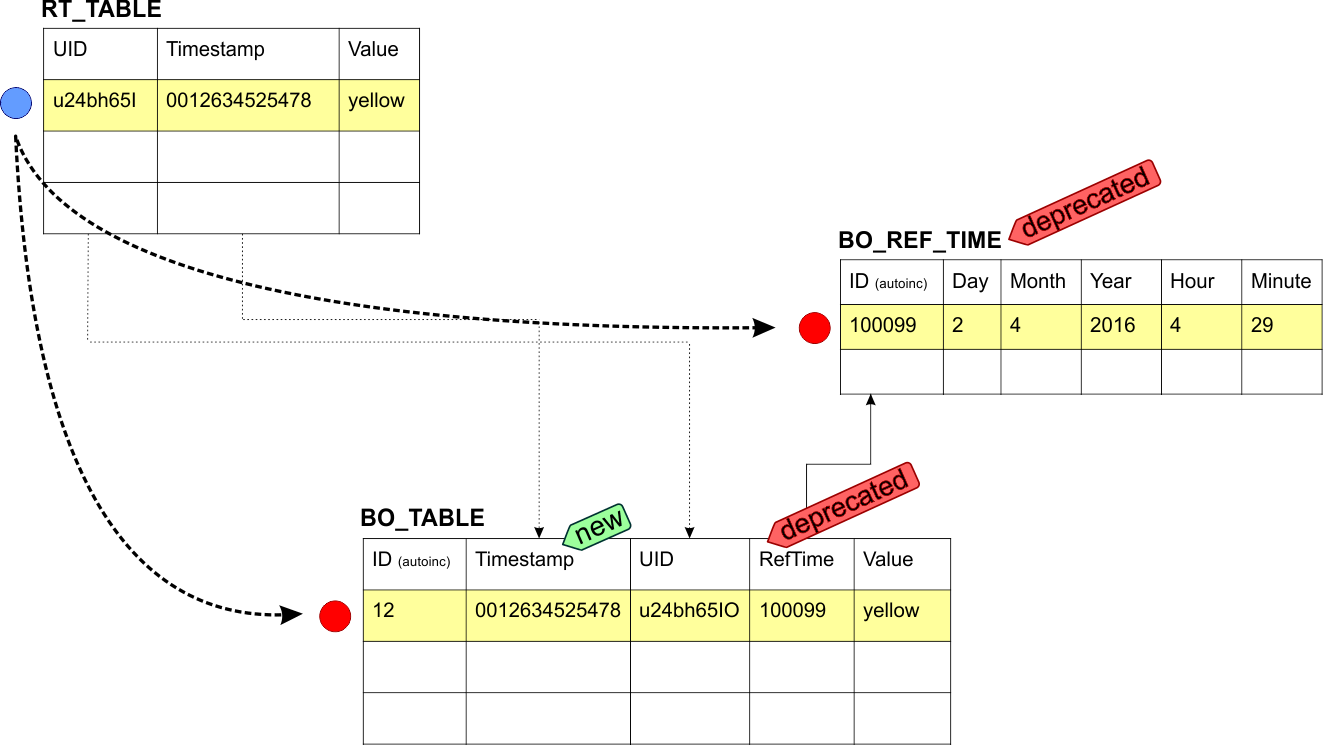 RT_TABLE
UID Timestamp Value
u24bh65I 0012634525478 yellow
deprecated
BO_REF_TIME
ID (autoinc) Day Month Year Hour Minute
100099 2 4 2016 4 29
deprecated
new
BO_TABLE
ID (autoinc) Timestamp UID RefTime Value
12 0012634525478 u24bh65IO 100099 yellow